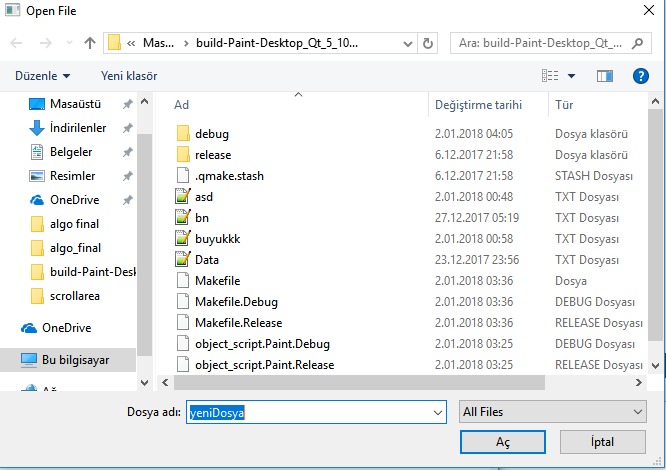 Open File
Mas... build-Paint-Desktop_Qt_5_10...
Ara: build-Paint-Desktop_Qt_...
Düzenle Yeni klasör
Masaüstü
İndirilenler
Belgeler
Resimler
OneDrive
algo final
algo_final
build-Paint-Desk
scrollarea
OneDrive
Bu bilgisayar
Ağ
Ad Değiştirme tarihi Tür
debug 2.01.2018 04:05 Dosya klasörü
release 6.12.2017 21:58 Dosya klasörü
.qmake.stash 6.12.2017 21:58 STASH Dosyası
asd 2.01.2018 00:48 TXT Dosyası
bn 27.12.2017 05:19 TXT Dosyası
buyukkk 2.01.2018 00:58 TXT Dosyası
Data 23.12.2017 23:56 TXT Dosyası
Makefile 2.01.2018 03:36 Dosya
Makefile.Debug 2.01.2018 03:36 DEBUG Dosyası
Makefile.Release 2.01.2018 03:36 RELEASE Dosyası
object_script.Paint.Debug 2.01.2018 03:25 DEBUG Dosyası
object_script.Paint.Release 2.01.2018 03:25 RELEASE Dosyası
Dosya adı: yeniDosya
All Files
Aç İptal